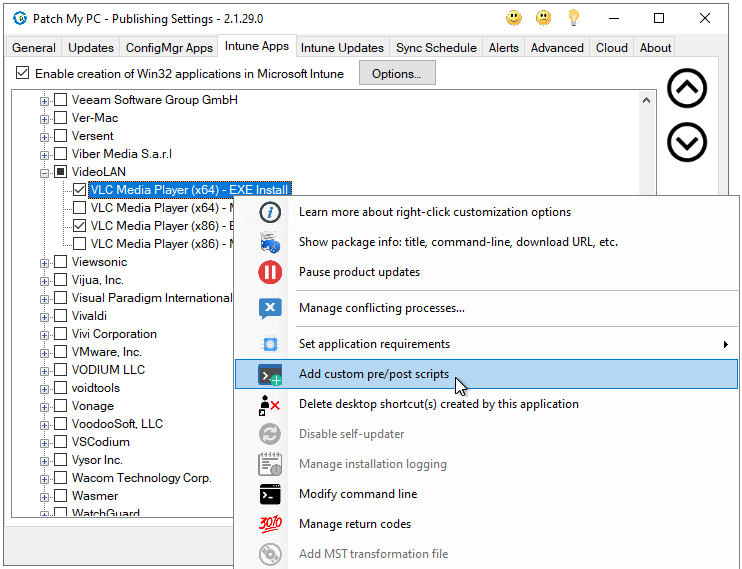 Patch My PC - Publishing Settings - 2.1.29.0
General Updates ConfigMgr Apps Intune Apps Intune Updates Sync Schedule Alerts Advanced Cloud About
Enable creation of Win32 applications in Microsoft Intune Options...
Veeam Software Group GmbH
Ver-Mac
Versent
Viber Media S.a.r.l
VideoLAN
VLC Media Player (x64) - EXE Install
VLC Media Player (x64) -
VLC Media Player (x86) -
VLC Media Player (x86) -
Viewsonic
Vijua, Inc.
Visual Paradigm International
Vivaldi
Vivi Corporation
VMware, Inc.
VODIUM LLC
voidtools
Vonage
VoodooSoft, LLC
VSCodium
Vysor Inc.
Wacom Technology Corp.
Wasmer
WatchGuard
Learn more about right-click customization options
Show package info: title, command-line, download URL, etc.
Pause product updates
Manage conflicting processes...
Set application requirements
Add custom pre/post scripts
Delete desktop shortcut(s) created by this application
Disable self-updater
Manage installation logging
Modify command line
3010 Manage return codes
Add MST transformation file